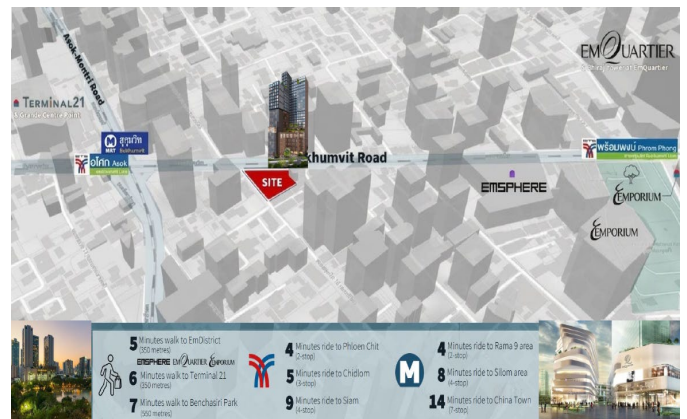 EMQUARTIER
Asok-Montri Road
TERMINAL21
M สุขุมวิท
MRT Sukhumvit
อโศก Asok
khumvit Road
พร้อมพงษ์ Phrom Phong
SITE
EMSPHERE
EMPORIUM
EMPORIUM
5 Minutes walk to EmDistrict
(350 metres)
EMSPHERE EMQUARTIER EMPORIUM
6 Minutes walk to Terminal 21
(350 metres)
7 Minutes walk to Benchasiri Park
(550 metres)
4 Minutes ride to Phloen Chit
(2-stop)
5 Minutes ride to Chidlom
(3-stop)
9 Minutes ride to Siam
(4-stop)
M
4 Minutes ride to Rama 9 area
(2-stop)
8 Minutes ride to Silom area
(4-stop)
14 Minutes ride to China Town
(7-stop)